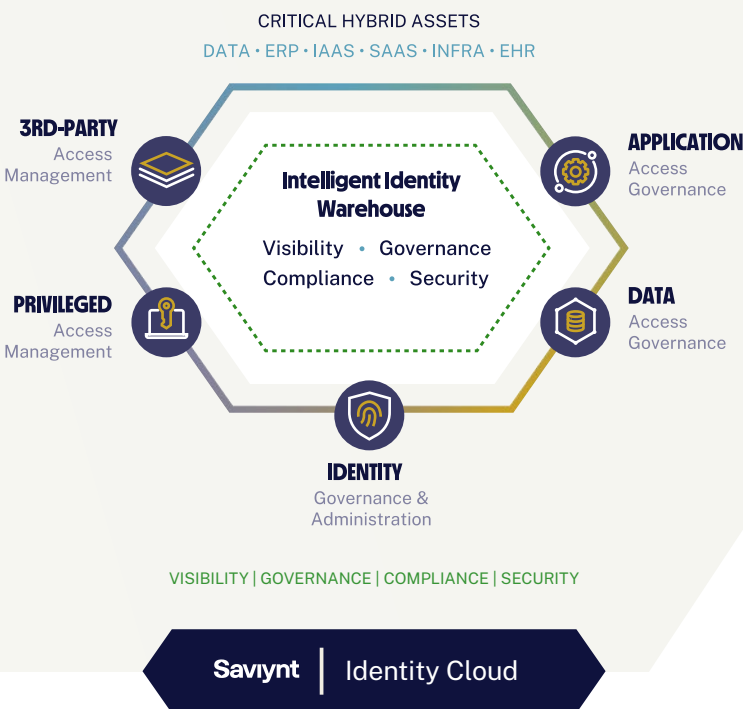 CRITICAL HYBRID ASSETS
DATA • ERP • IAAS • SAAS • INFRA • EHR
3RD-PARTY
Access
Management
APPLICATION
Access
Governance
Intelligent Identity
Warehouse
Visibility • Governance
Compliance • Security
PRIVILEGED
Access
Management
DATA
Access
Governance
IDENTITY
Governance &
Administration
VISIBILITY | GOVERNANCE | COMPLIANCE | SECURITY
Saviynt | Identity Cloud